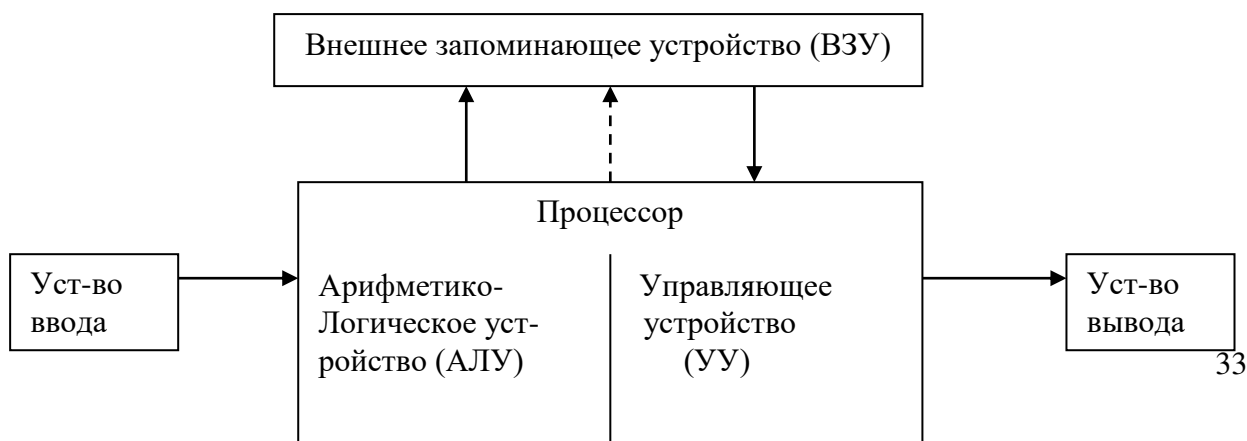 Внешнее запоминающее устройство (ВЗУ)
Процессор
Уст-во
ввода
Арифметико-
Логическое уст-
ройство (АЛУ)
Управляющее
устройство
(УУ)
Уст-во
вывода
33